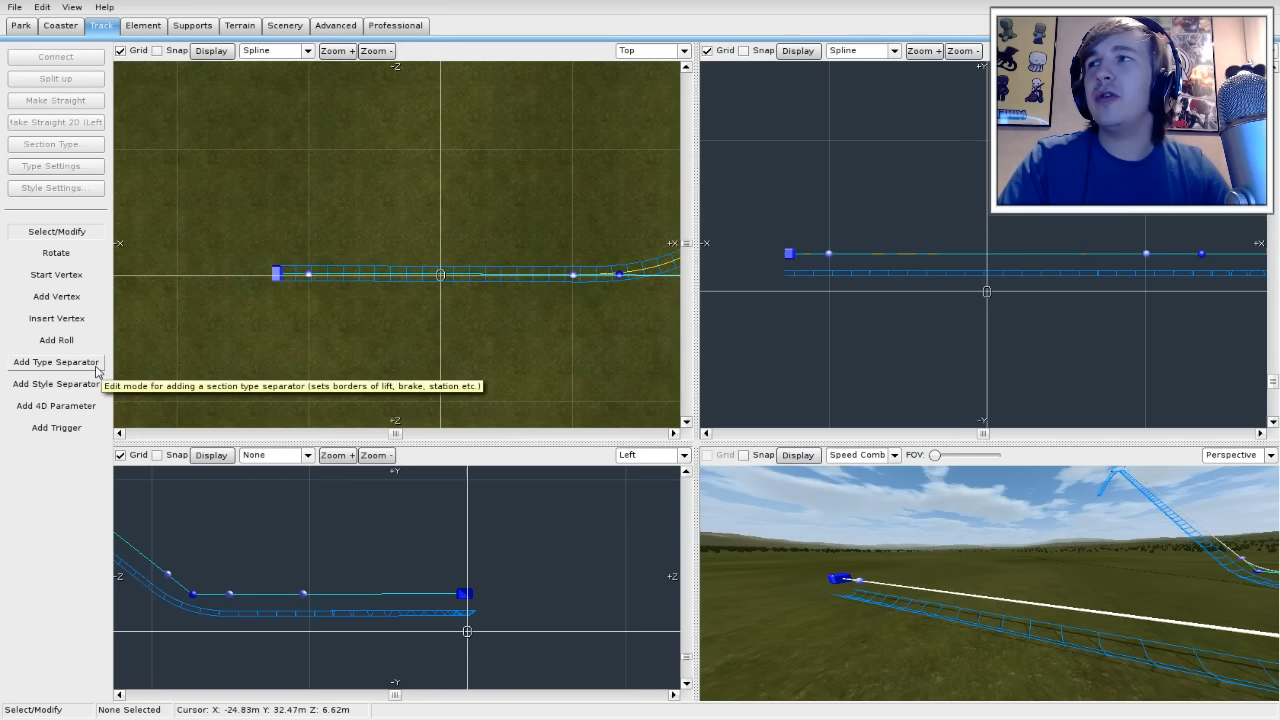 File Edit View Help
Park Coaster Track Element Supports Terrain Scenery Advanced Professional
Connect
Split up
Make Straight
Make Straight 2D (Left
Section Type...
Type Settings...
Style Settings...
Select/Modify
Rotate
Start Vertex
Add Vertex
Insert Vertex
Add Roll
Add Type Separator
Add Style Separator
Add 4D Parameter
Add Trigger
Edit mode for adding a section type separator (sets borders of lift, brake, station etc.)
Grid Snap Display Spline Zoom + Zoom - Top
-Z
-X
+X
+Z
Grid Snap Display Spline Zoom + Zoom -
+Y
-X
+X
-Y
Grid Snap Display None Zoom + Zoom - Left
+Y
-Z
+Z
-Y
Grid Snap Display Speed Comb FOV: Perspective
Select/Modify None Selected Cursor: X: -24.83m Y: 32.47m Z: 6.62m